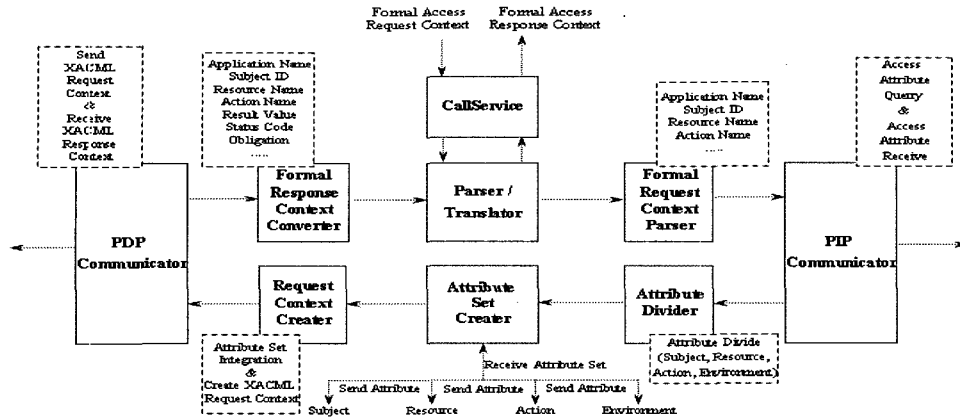 Formal Access
Request Context
Formal Access
Response Context
Send
XACML
Request
Context
&
Receive
XACML
Response
Context
Application Name
Subject ID
Resource Name
Action Name
Result Value
Status Code
Obligation
.....
CallService
Application Name
Subject ID
Resource Name
Action Name
.....
Access
Attribute
Query
&
Access
Attribute
Receive
PDP
Communicator
Formal
Response
Context
Converter
Parser /
Translator
Formal
Request
Context
Parser
PIP
Communicator
Request
Context
Creater
Attribute
Set
Creater
Attribute
Divider
Attribute Set
Integration
&
Create XACML
Request Context
Attribute Divide
(Subject, Resource,
Action, Environment)
Receive Attribute Set
Send Attribute
Send Attribute
Send Attribute
Subject
Resource
Action
Environment